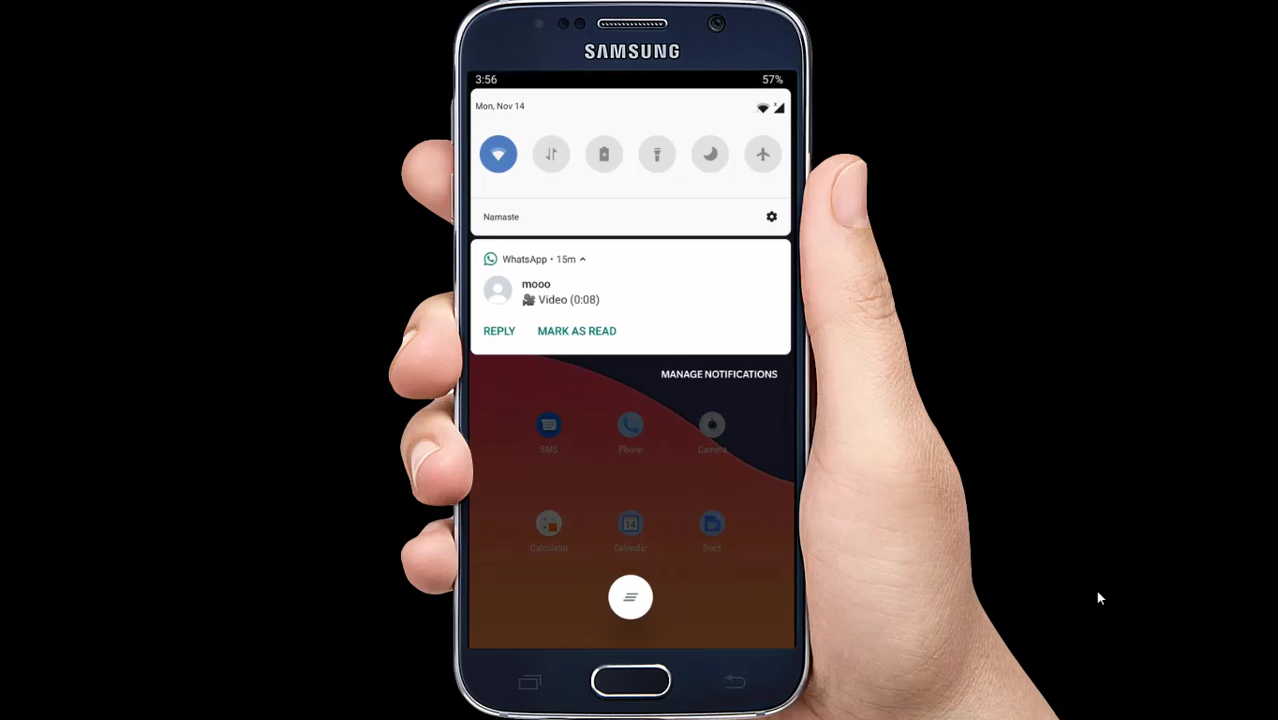 SAMSUNG
3:56 57%
Mon, Nov 14
Namaste
WhatsApp • 15m
mooo
Video (0:08)
REPLY MARK AS READ
MANAGE NOTIFICATIONS
SMS Phone Camera
14
Calculator Calendar Docs